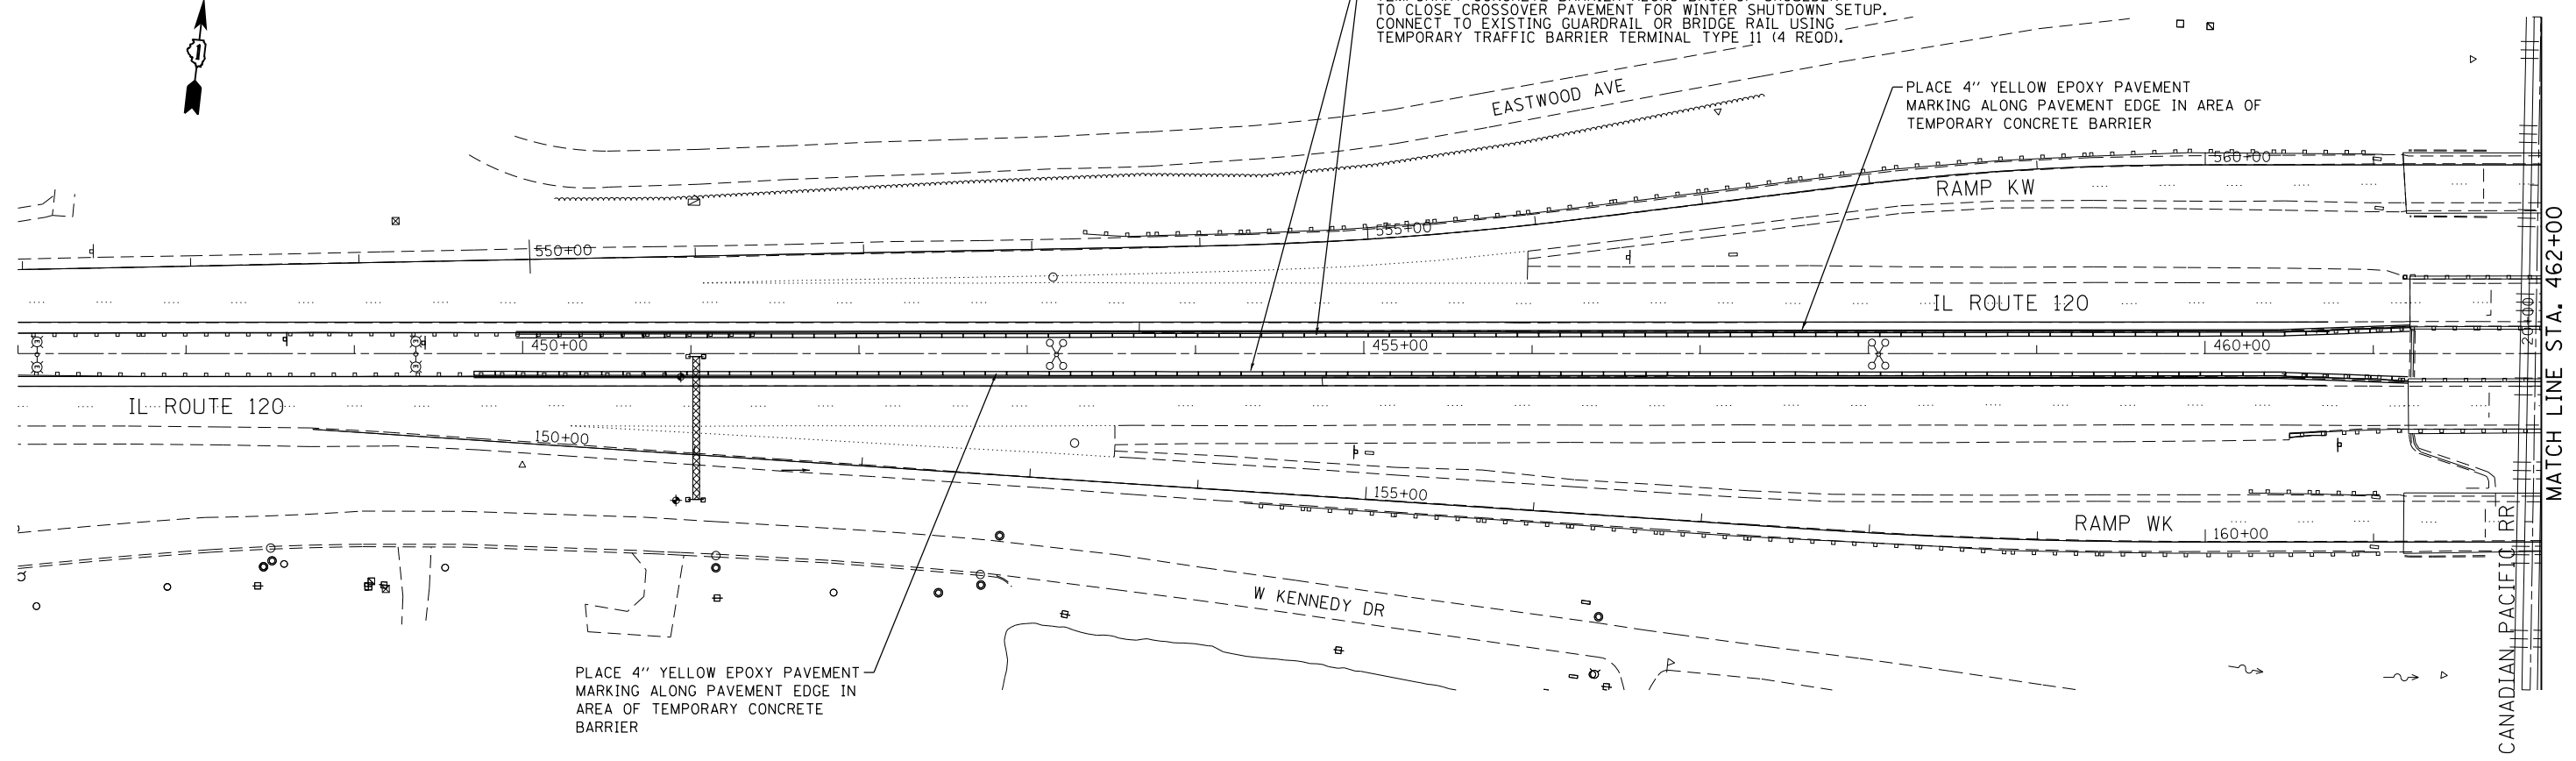 TO CLOSE CROSSOVER PAVEMENT FOR WINTER SHUTDOWN SETUP.
CONNECT TO EXISTING GUARDRAIL OR BRIDGE RAIL USING
TEMPORARY TRAFFIC BARRIER TERMINAL TYPE 11 (4 REQD).
1
EASTWOOD AVE
PLACE 4'' YELLOW EPOXY PAVEMENT
MARKING ALONG PAVEMENT EDGE IN AREA OF
TEMPORARY CONCRETE BARRIER
560+00
RAMP KW
555+00
550+00
IL ROUTE 120
450+00
455+00
460+00
20+00
MATCH LINE STA. 462+00
IL ROUTE 120
150+00
155+00
RAMP WK
160+00
CANADIAN PACIFIC RR
W KENNEDY DR
PLACE 4'' YELLOW EPOXY PAVEMENT
MARKING ALONG PAVEMENT EDGE IN
AREA OF TEMPORARY CONCRETE
BARRIER